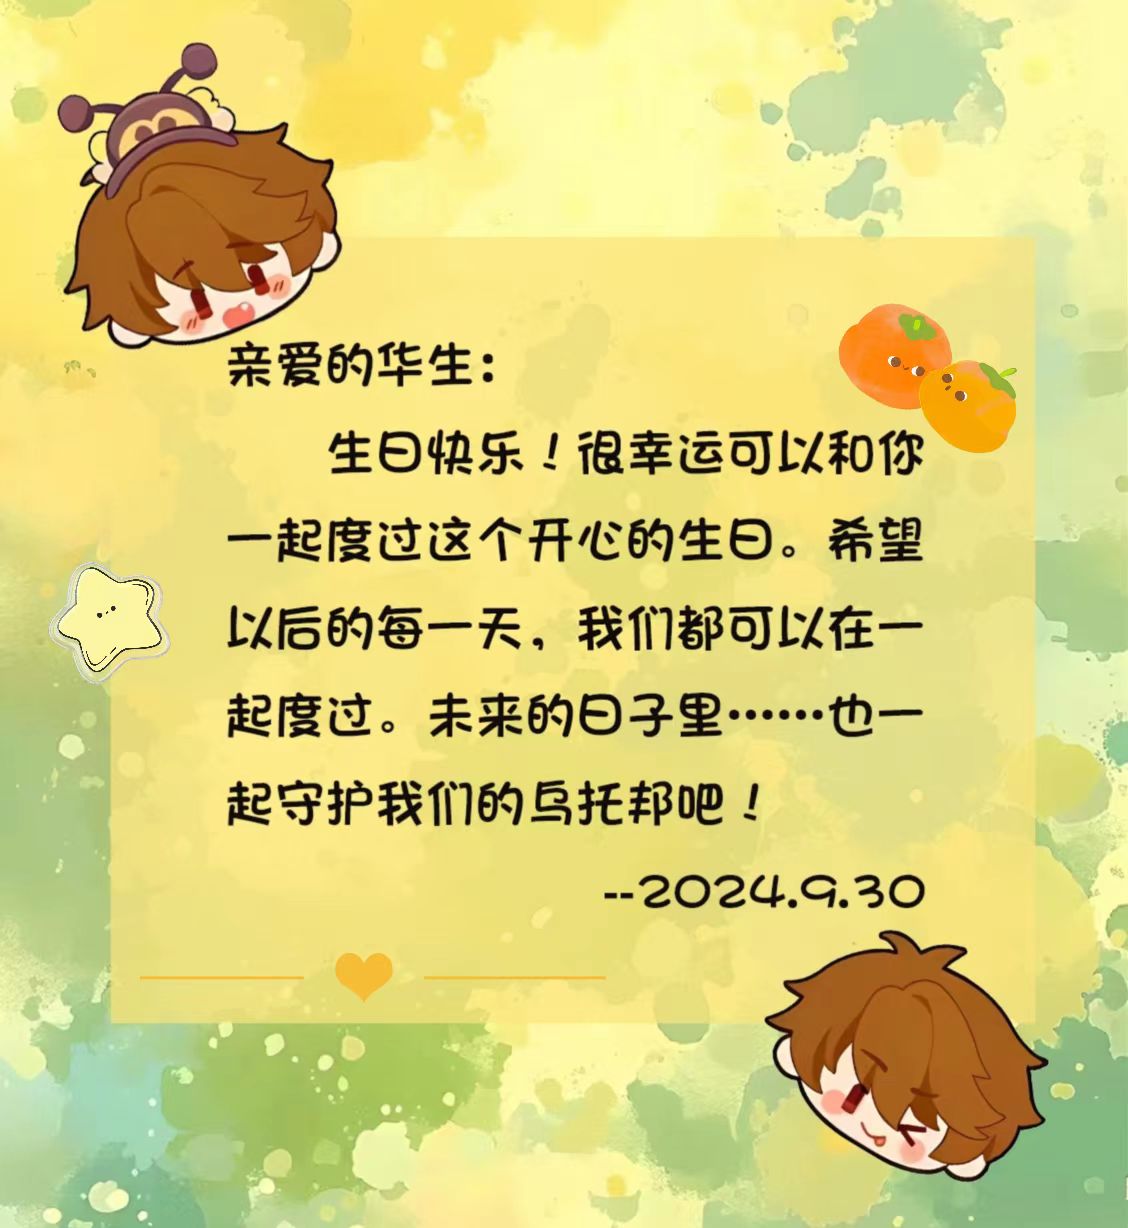 亲爱的华生：
生日快乐！很幸运可以和你
一起度过这个开心的生日。希望
以后的每一天，我们都可以在一
起度过。未来的日子里……也一
起守护我们的乌托邦吧！
--2024.9.30